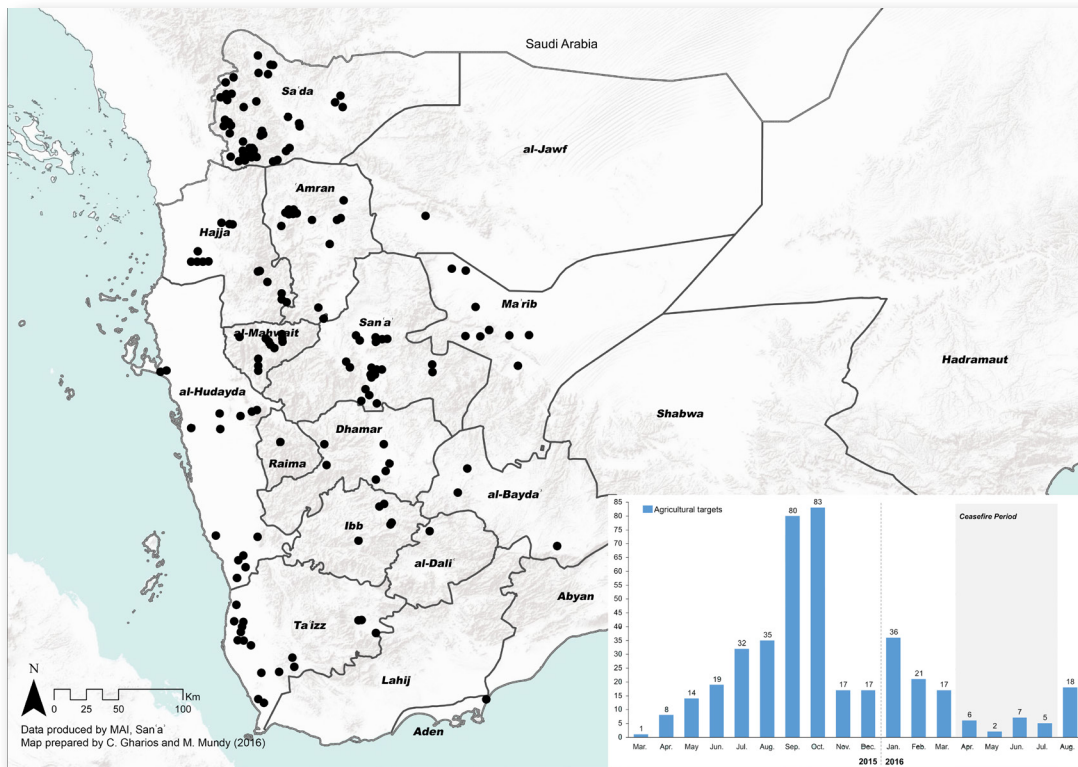 Saudi Arabia
Sa'da
al-Jawf
Amran
Hajja
Ma'rib
San'a'
al-Mahwait
Hadramaut
al-Hudayda
Shabwa
Dhamar
Raima
al-Bayda'
Ibb
al-Dali'
Abyan
Ta'izz
Lahij
Aden
N
0 25 50 100 Km
Data produced by MAI, San'a'
Map prepared by C. Gharios and M. Mundy (2016)
Agricultural targets
Ceasefire Period
85
80
75
70
65
60
55
50
45
40
35
30
25
20
15
10
5
0
1 8 14 19 32 35 80 83 17 17 36 21 17 6 2 7 5 18
Mar. Apr. May Jun. Jul. Aug. Sep. Oct. Nov. Dec. Jan. Feb. Mar. Apr. May Jun. Jul. Aug.
2015 2016